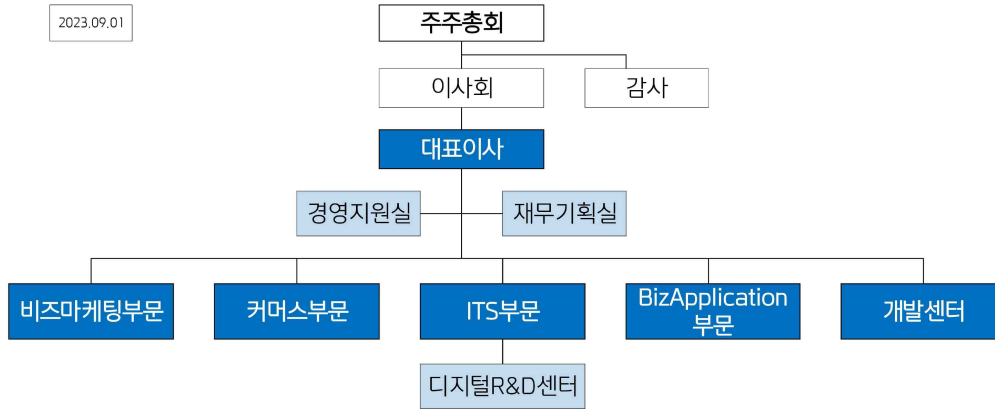 2023.09.01
주주총회
이사회
감사
대표이사
경영지원실
재무기획실
비즈마케팅부문
커머스부문
ITS부문
BizApplication
부문
개발센터
디지털R&D센터